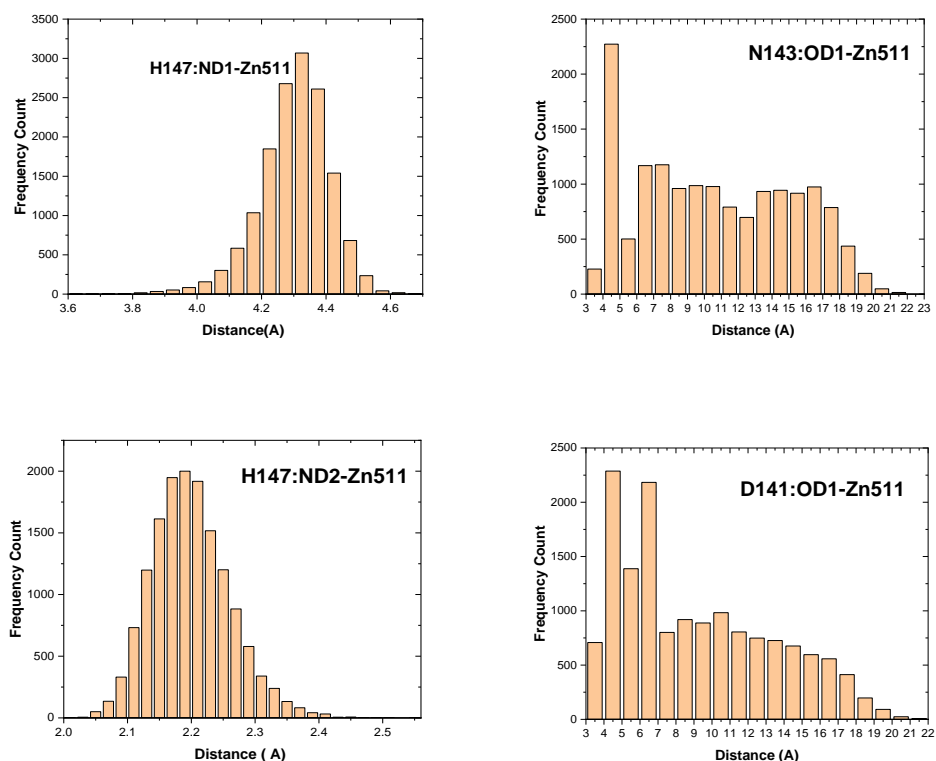 H147:ND1-Zn511
Frequency Count
3500
3000
2500
2000
1500
1000
500
0
3.6 3.8 4.0 4.2 4.4 4.6
Distance(A)
N143:OD1-Zn511
Frequency Count
2500
2000
1500
1000
500
0
3 4 5 6 7 8 9 10 11 12 13 14 15 16 17 18 19 20 21 22 23
Distance (A)
H147:ND2-Zn511
Frequency Count
2000
1500
1000
500
0
2.0 2.1 2.2 2.3 2.4 2.5
Distance ( A)
D141:OD1-Zn511
Frequency Count
2500
2000
1500
1000
500
0
3 4 5 6 7 8 9 10 11 12 13 14 15 16 17 18 19 20 21 22
Distance (A)